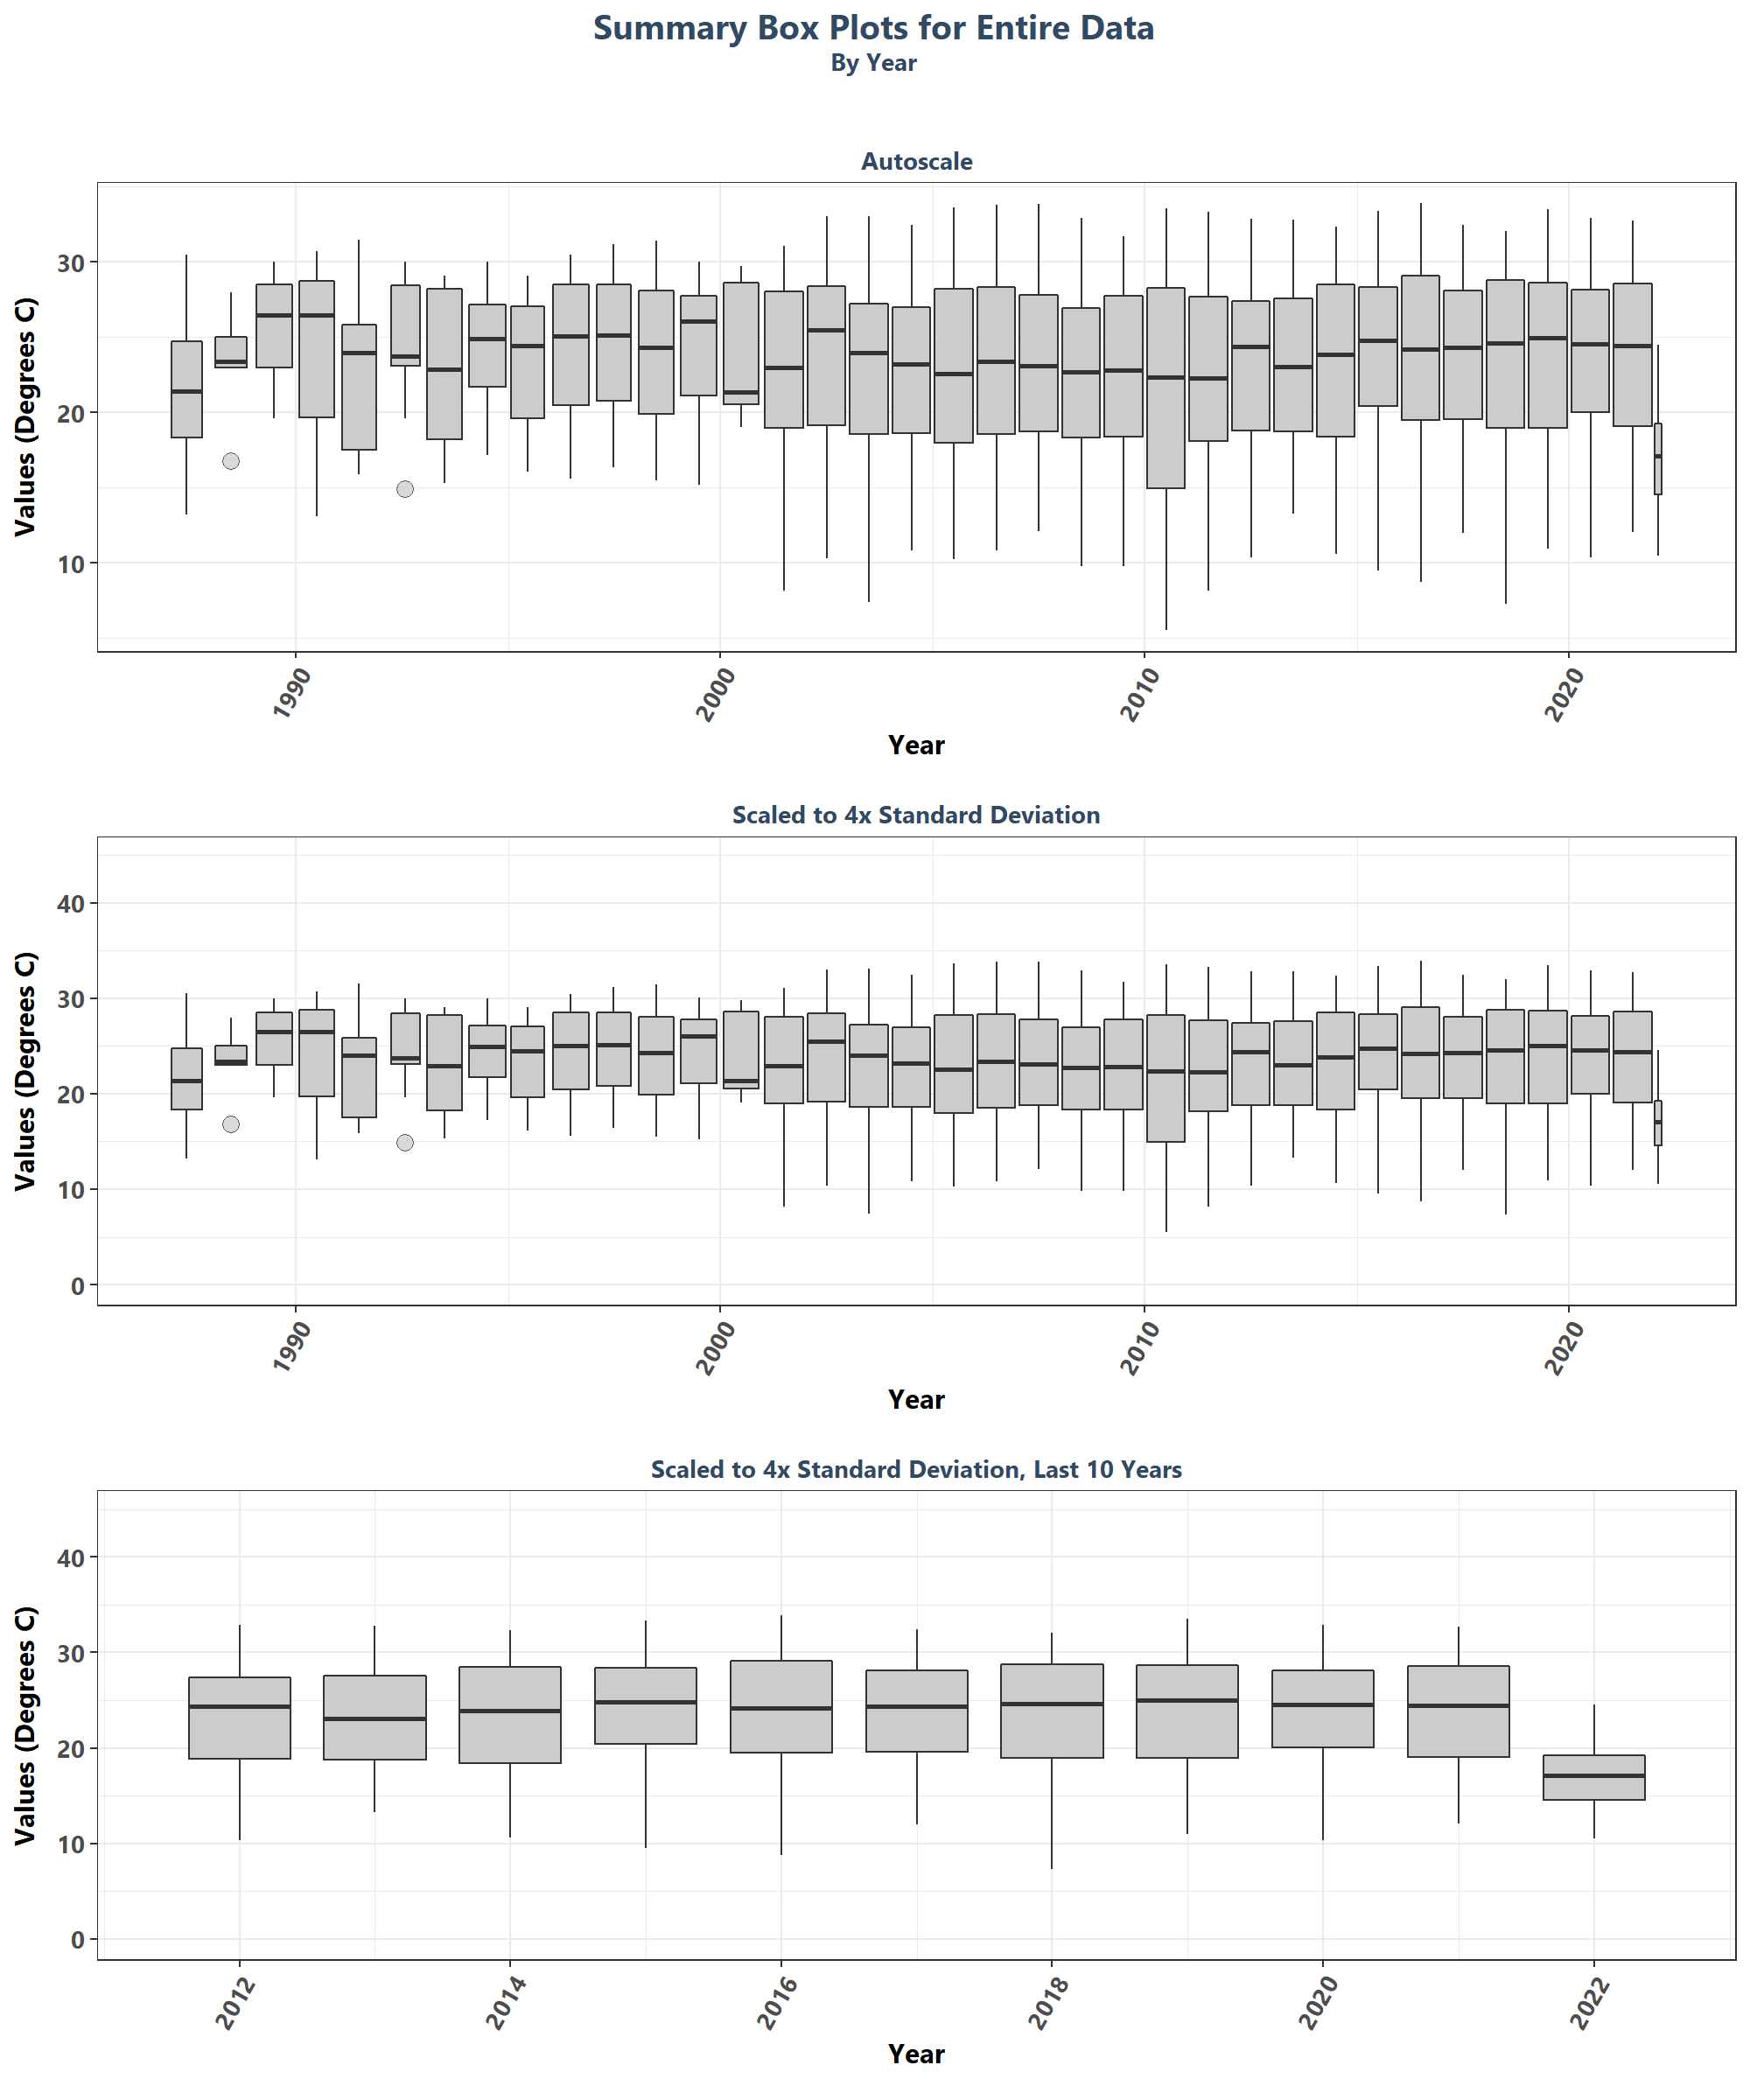 Summary Box Plots for Entire Data
By Year
Autoscale
Values (Degrees C)
30
20
10
1990
2000
2010
2020
Year
Scaled to 4x Standard Deviation
Values (Degrees C)
40
30
20
10
0
1990
2000
2010
2020
Year
Scaled to 4x Standard Deviation, Last 10 Years
Values (Degrees C)
40
30
20
10
0
2012
2014
2016
2018
2020
2022
Year